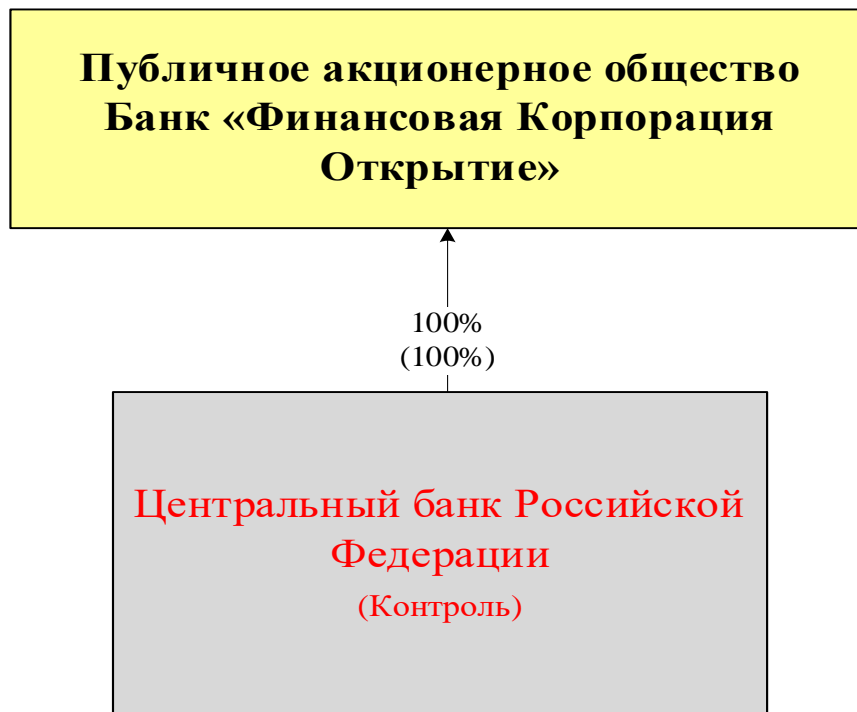 Публичное акционерное общество
Банк «Финансовая Корпорация
Открытие»
100%
(100%)
Центральный банк Российской
Федерации
(Контроль)